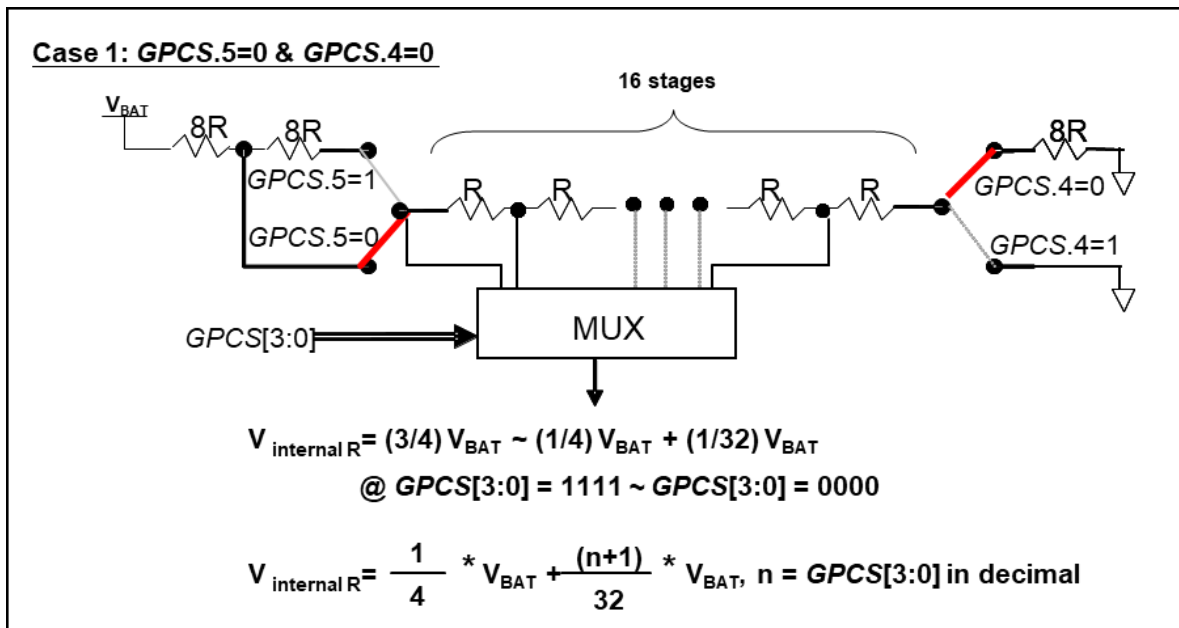 Case 1: GPCS.5=0 & GPCS.4=0
16 stages
VBAT
8R 8R
8R
GPCS.5=1
GPCS.4=0
R R R R
GPCS.5=0
GPCS.4=1
MUX
GPCS[3:0]
V internal R= (3/4) VBAT ~ (1/4) VBAT + (1/32) VBAT
@ GPCS[3:0] = 1111 ~ GPCS[3:0] = 0000
V internal R= 1/4 * VBAT + (n+1)/32 * VBAT, n = GPCS[3:0] in decimal